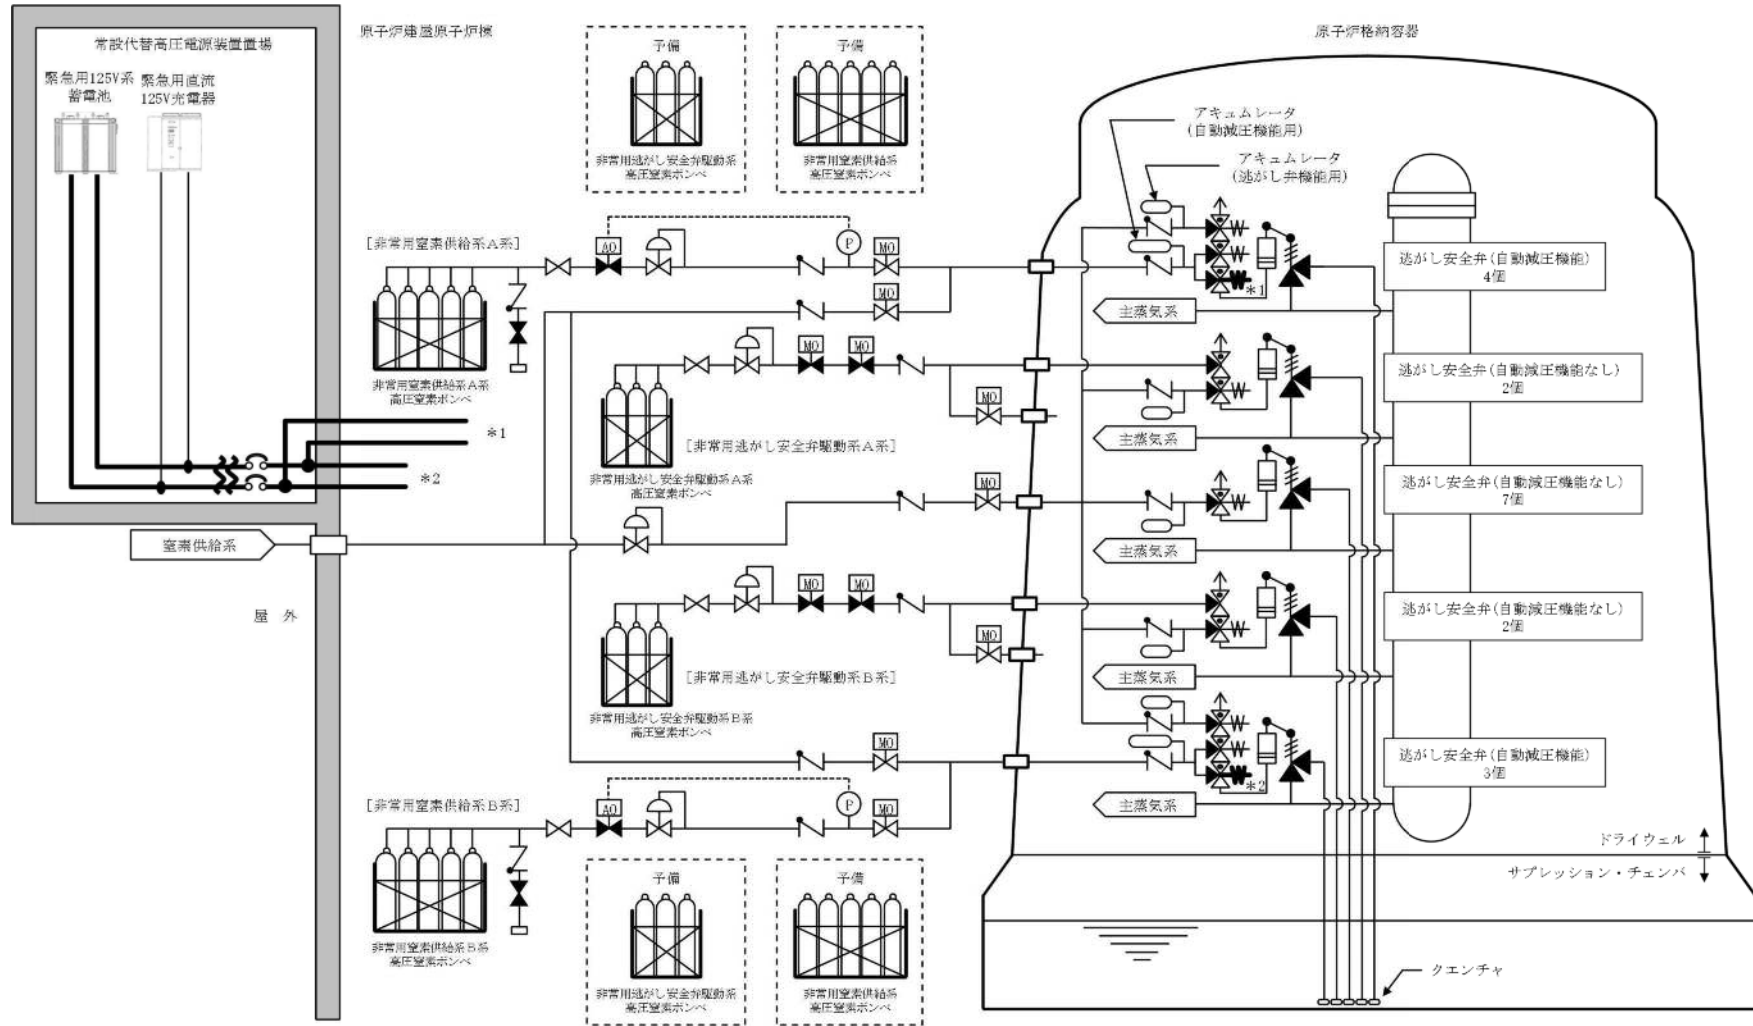 原子炉建屋原子炉棟
常設代替高圧電源装置置場
緊急用125V系
蓄電池
緊急用直流
125V充電器
予備
非常用逃がし安全弁駆動系
高圧窒素ボンベ
予備
非常用窒素供給系
高圧窒素ボンベ
原子炉格納容器
アキュムレータ
(自動減圧機能用)
アキュムレータ
(逃がし弁機能用)
[非常用窒素供給系A系]
AO
P
MO
MO
非常用窒素供給系A系
高圧窒素ボンベ
MO
MO
MO
[非常用逃がし安全弁駆動系A系]
非常用逃がし安全弁駆動系A系
高圧窒素ボンベ
*1
*2
MO
窒素供給系
屋 外
MO
MO
MO
[非常用逃がし安全弁駆動系B系]
非常用逃がし安全弁駆動系B系
高圧窒素ボンベ
MO
[非常用窒素供給系B系]
AO
P
MO
非常用窒素供給系B系
高圧窒素ボンベ
予備
非常用逃がし安全弁駆動系
高圧窒素ボンベ
予備
非常用窒素供給系
高圧窒素ボンベ
*1
主蒸気系
逃がし安全弁(自動減圧機能)
4個
主蒸気系
逃がし安全弁(自動減圧機能なし)
2個
主蒸気系
逃がし安全弁(自動減圧機能なし)
7個
主蒸気系
逃がし安全弁(自動減圧機能なし)
2個
*2
主蒸気系
逃がし安全弁(自動減圧機能)
3個
ドライウェル
サプレッション・チェンバ
クエンチャ